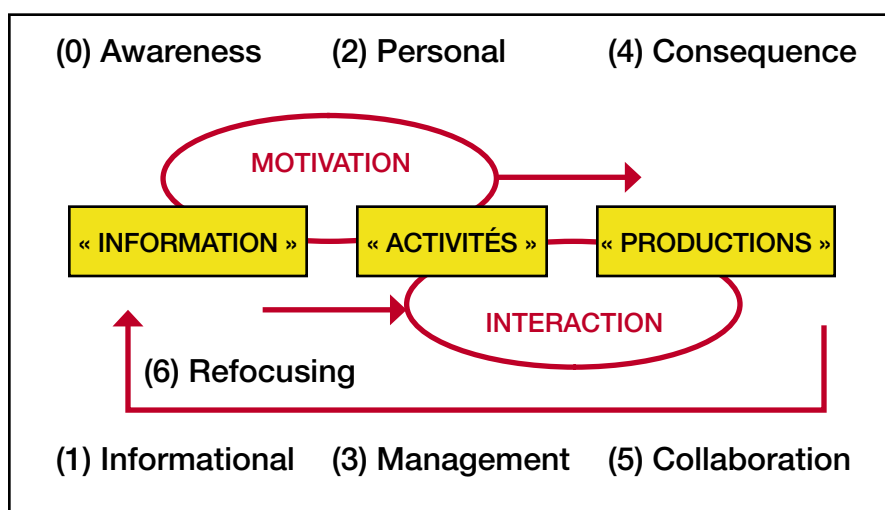 (0) Awareness
(2) Personal
(4) Consequence
MOTIVATION
« INFORMATION »
« ACTIVITÉS »
« PRODUCTIONS »
INTERACTION
(6) Refocusing
(1) Informational
(3) Management
(5) Collaboration